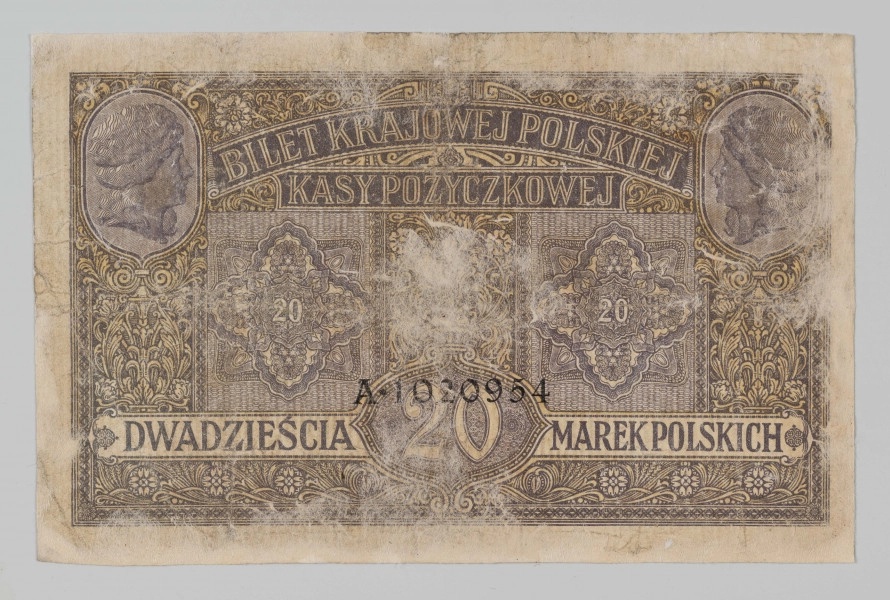 BILET KRAJOWEJ POLSKIEJ
KASY POŻYCZKOWEJ
20 20
A·1020954
20
DWADZIEŚCIA MAREK POLSKICH